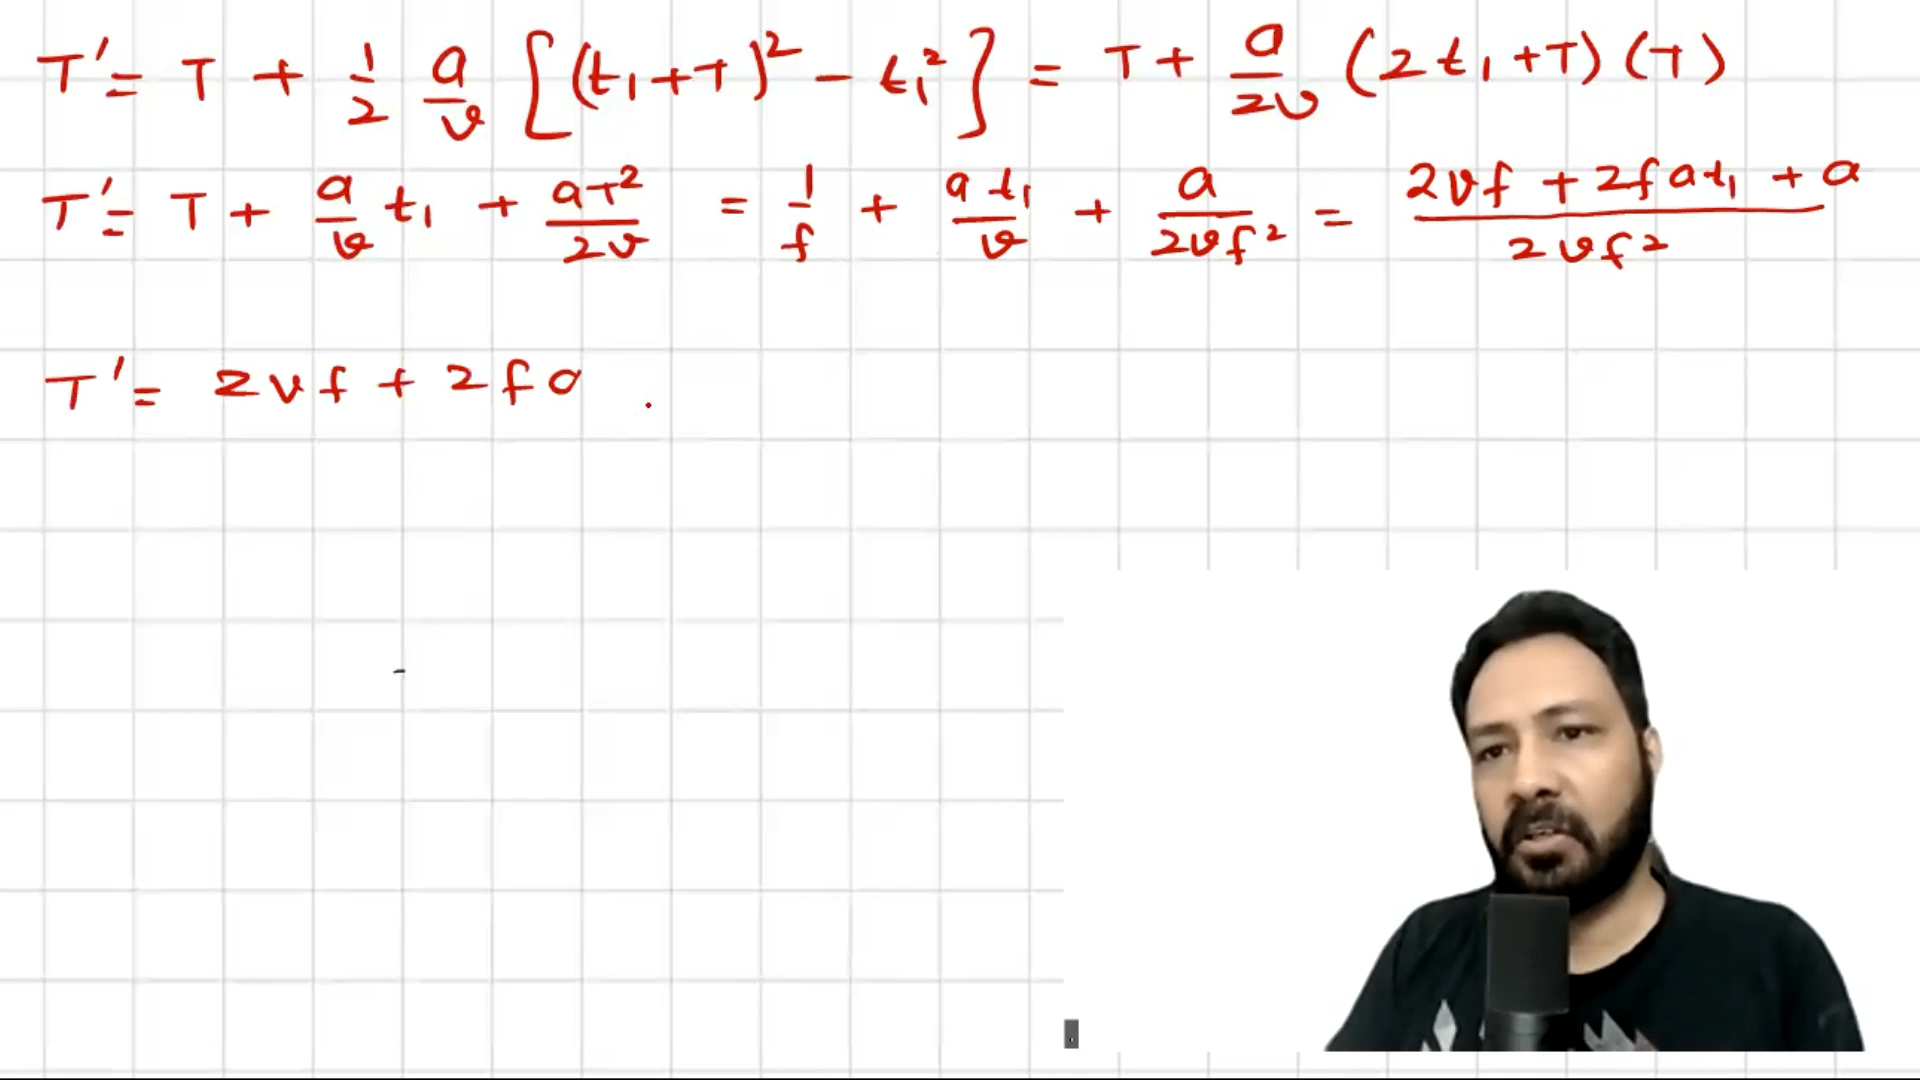 T' = T + 1/2 a/v [(t₁+T)² - t₁²] = T + a/2v (2t₁+T)(T)
T' = T + a/v t₁ + aT²/2v = 1/f + at₁/v + a/2vf² = 2vf + 2fat₁ + a/2vf²
T' = 2vf + 2fa